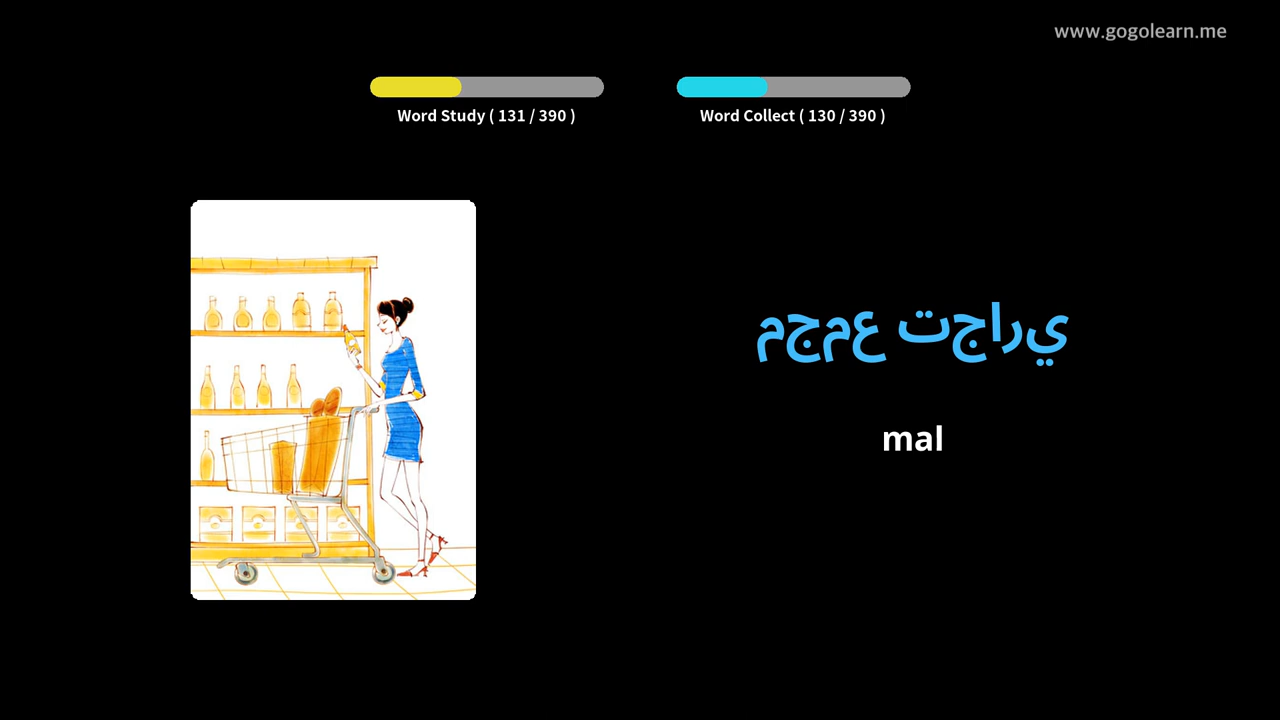 www.gogolearn.me
Word Study ( 131 / 390 )
Word Collect ( 130 / 390 )
مجمع تجاري
mal